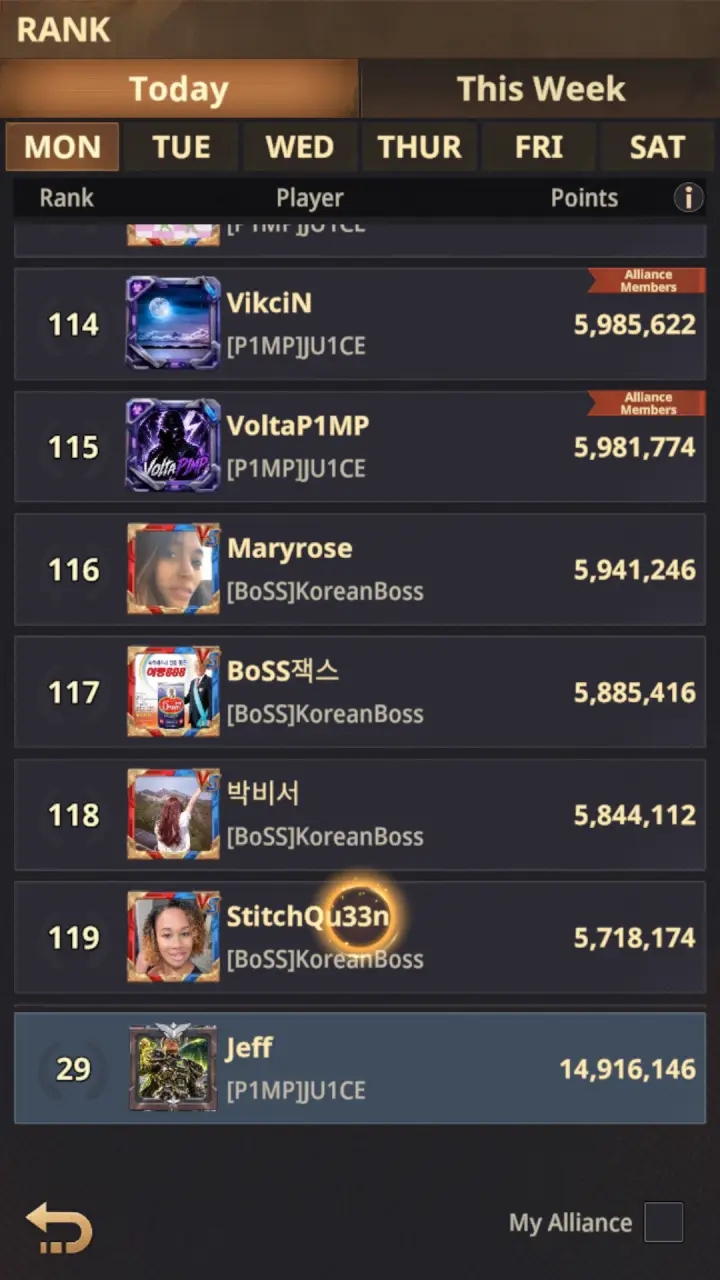 RANK
Today
This Week
MON
TUE
WED
THUR
FRI
SAT
Rank
Player
Points
[P1MP]JU1CE
Alliance
Members
114
VikciN
[P1MP]JU1CE
5,985,622
Alliance
Members
115
VoltaP1MP
[P1MP]JU1CE
5,981,774
116
Maryrose
[BoSS]KoreanBoss
5,941,246
117
BoSS잭스
[BoSS]KoreanBoss
5,885,416
118
박비서
[BoSS]KoreanBoss
5,844,112
119
StitchQu33n
[BoSS]KoreanBoss
5,718,174
29
Jeff
[P1MP]JU1CE
14,916,146
My Alliance